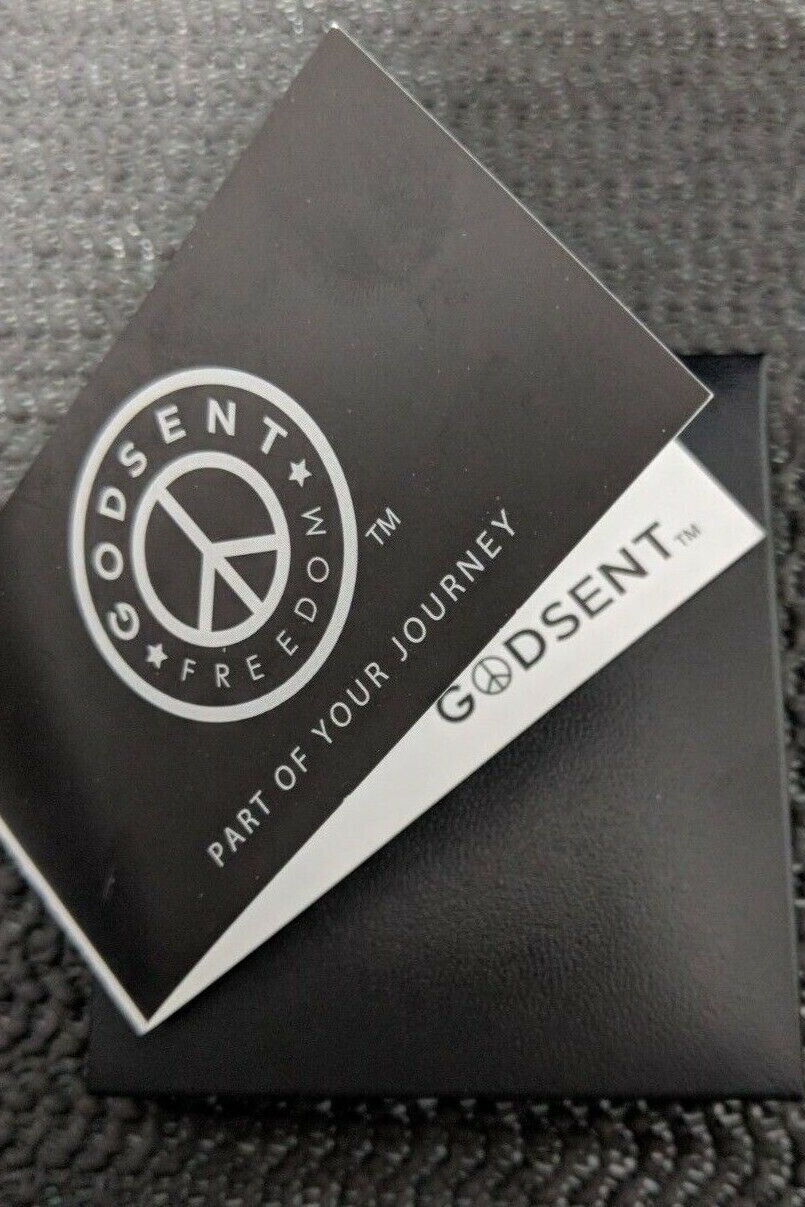 GODSENT
FREEDOM
TM
PART OF YOUR JOURNEY
GODSENT TM